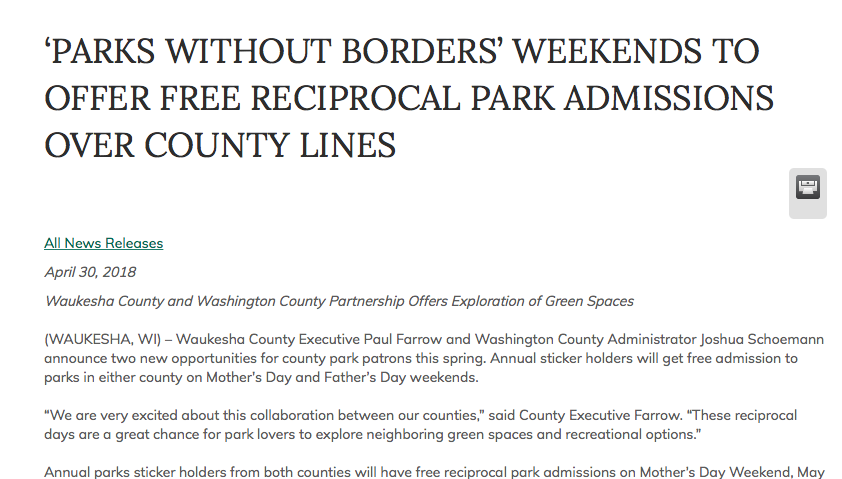 ‘PARKS WITHOUT BORDERS’ WEEKENDS TO
OFFER FREE RECIPROCAL PARK ADMISSIONS
OVER COUNTY LINES
All News Releases
April 30, 2018
Waukesha County and Washington County Partnership Offers Exploration of Green Spaces
(WAUKESHA, WI) – Waukesha County Executive Paul Farrow and Washington County Administrator Joshua Schoemann
announce two new opportunities for county park patrons this spring. Annual sticker holders will get free admission to
parks in either county on Mother's Day and Father's Day weekends.
“We are very excited about this collaboration between our counties,” said County Executive Farrow. “These reciprocal
days are a great chance for park lovers to explore neighboring green spaces and recreational options.”
Annual parks sticker holders from both counties will have free reciprocal park admissions on Mother's Day Weekend, May